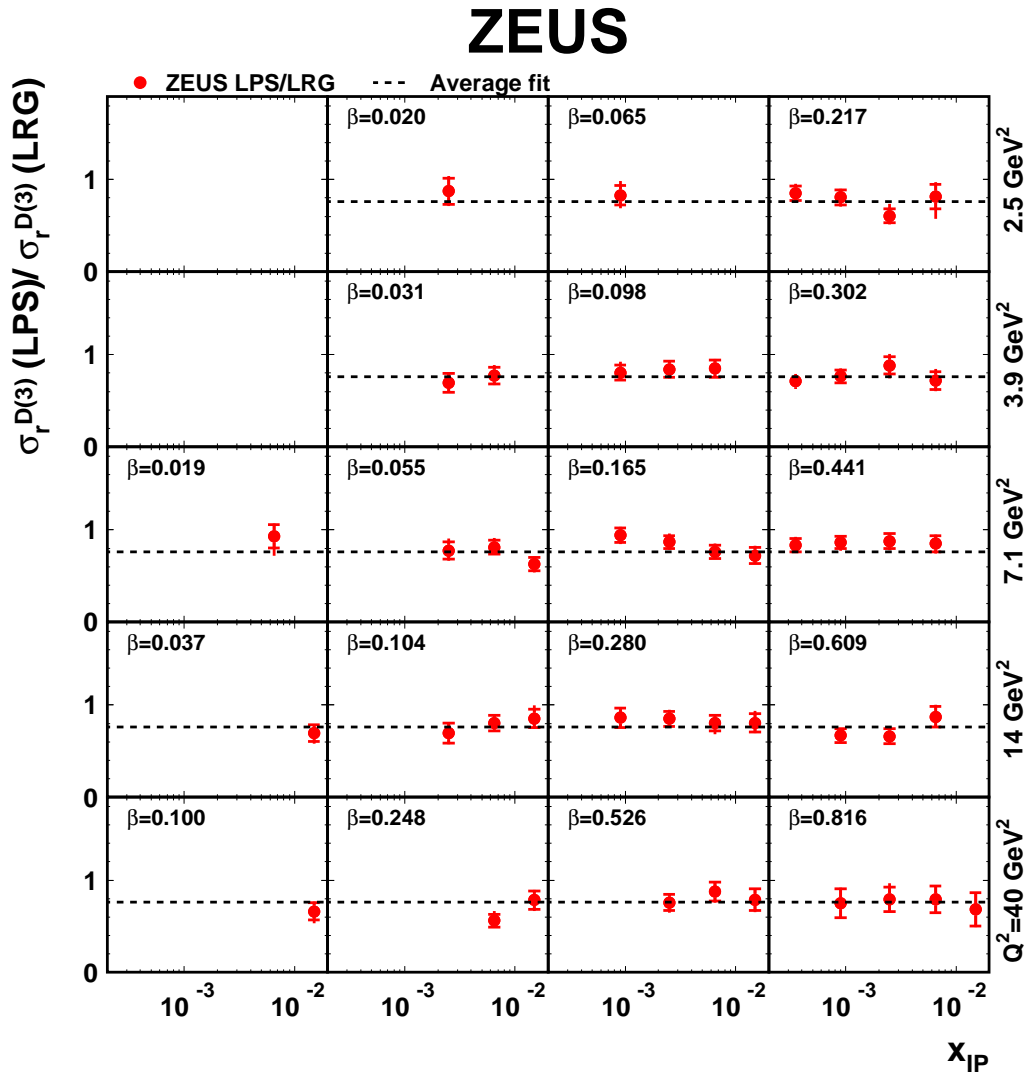 ZEUS
ZEUS LPS/LRG Average fit
σ_r^D(3) (LPS)/ σ_r^D(3) (LRG)
β=0.020 β=0.065 β=0.217
1
0
2.5 GeV²
β=0.031 β=0.098 β=0.302
1
0
3.9 GeV²
β=0.019 β=0.055 β=0.165 β=0.441
1
0
7.1 GeV²
β=0.037 β=0.104 β=0.280 β=0.609
1
0
14 GeV²
β=0.100 β=0.248 β=0.526 β=0.816
1
0
Q²=40 GeV²
10⁻³ 10⁻² 10⁻³ 10⁻² 10⁻³ 10⁻² 10⁻³ 10⁻²
x_IP